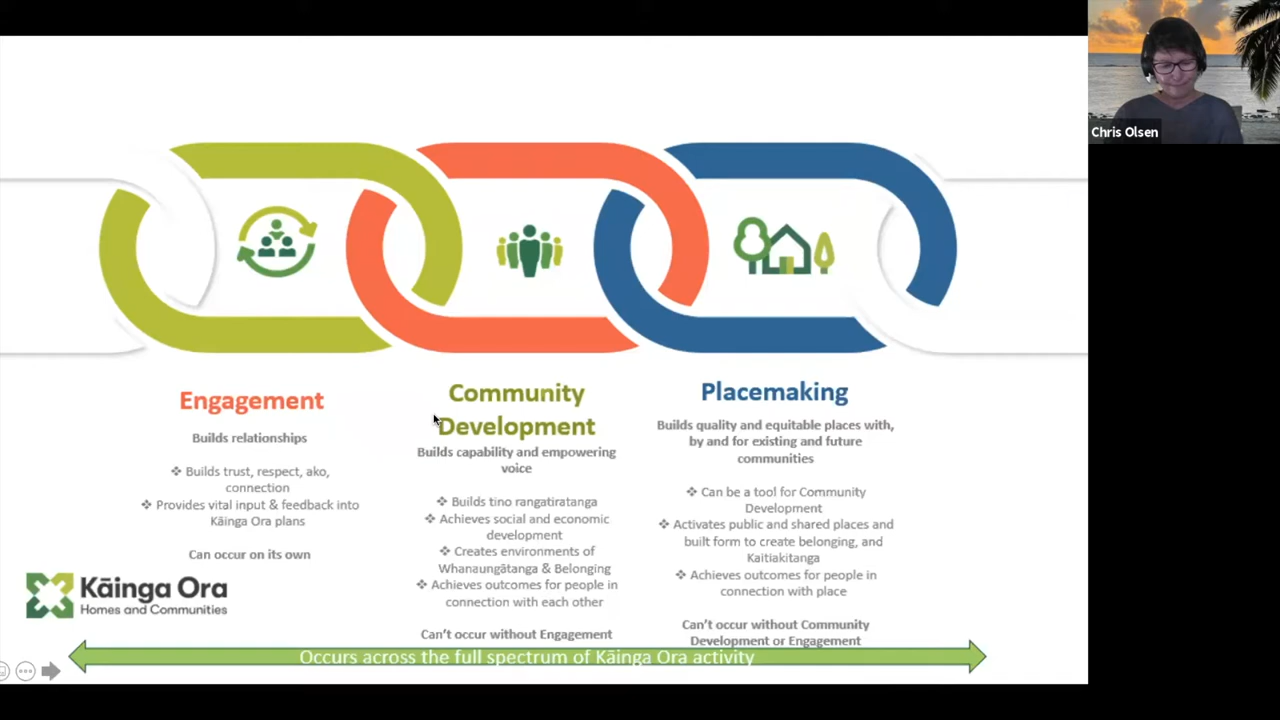 Chris Olsen
Engagement
Builds relationships
❖ Builds trust, respect, ako,
connection
❖ Provides vital input & feedback into
Kāinga Ora plans
Can occur on its own
Community
Development
Builds capability and empowering
voice
❖ Builds tino rangatiratanga
❖ Achieves social and economic
development
❖ Creates environments of
Whanaungātanga & Belonging
❖ Achieves outcomes for people in
connection with each other
Can't occur without Engagement
Placemaking
Builds quality and equitable places with,
by and for existing and future
communities
❖ Can be a tool for Community
Development
❖ Activates public and shared places and
built form to create belonging, and
Kaitiakitanga
❖ Achieves outcomes for people in
connection with place
Can't occur without Community
Development or Engagement
Kāinga Ora
Homes and Communities
Occurs across the full spectrum of Kāinga Ora activity